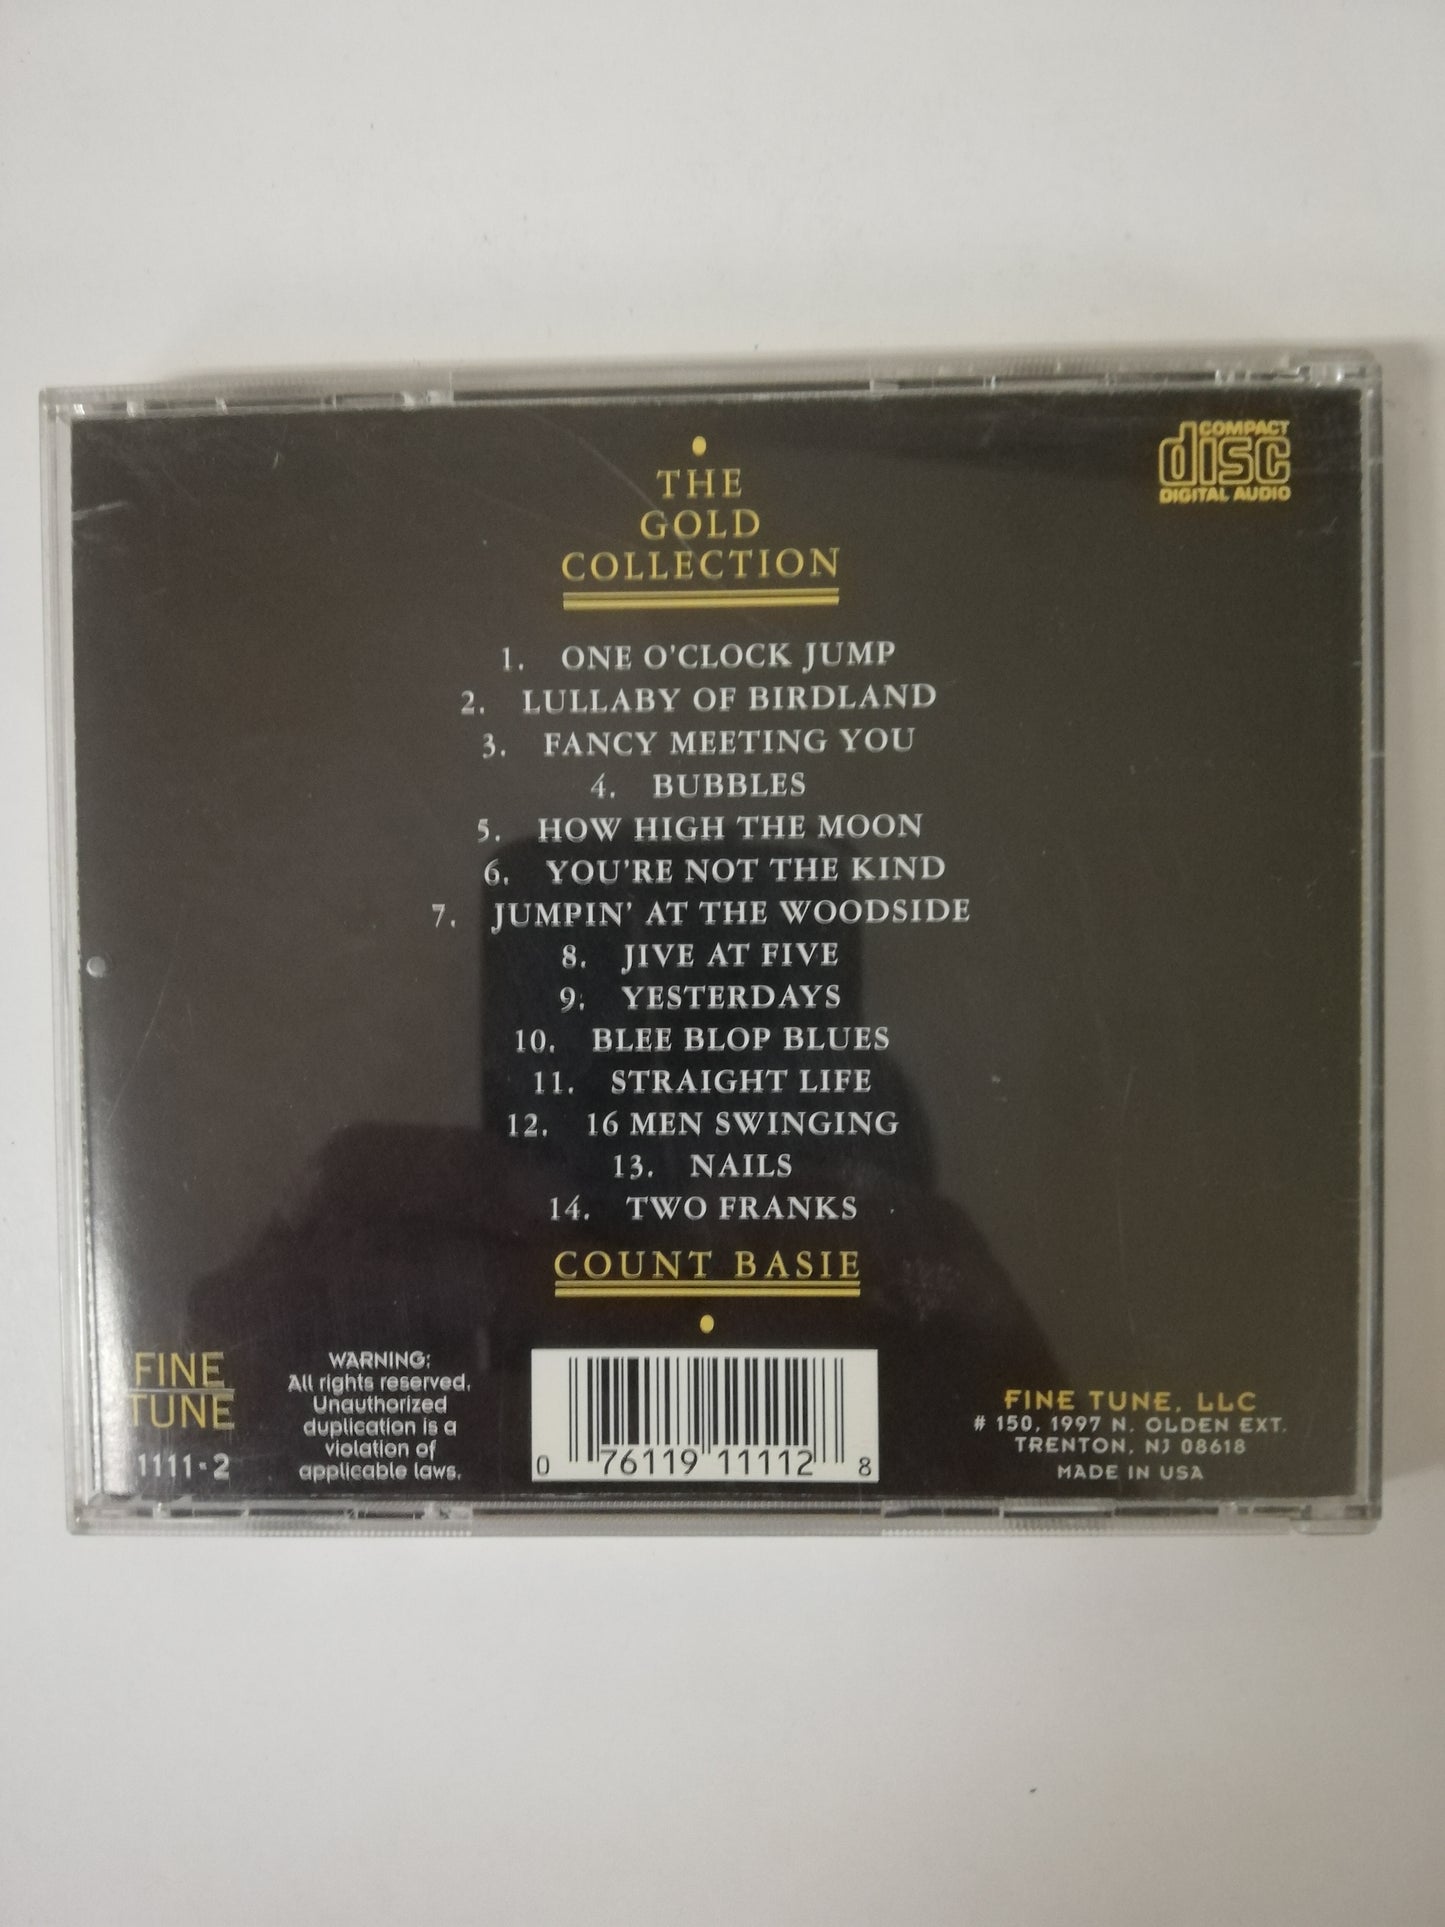 COMPACT
disc
DIGITAL AUDIO
THE
GOLD
COLLECTION
1. ONE O'CLOCK JUMP
2. LULLABY OF BIRDLAND
3. FANCY MEETING YOU
4. BUBBLES
5. HOW HIGH THE MOON
6. YOU'RE NOT THE KIND
7. JUMPIN' AT THE WOODSIDE
8. JIVE AT FIVE
9. YESTERDAYS
10. BLEE BLOP BLUES
11. STRAIGHT LIFE
12. 16 MEN SWINGING
13. NAILS
14. TWO FRANKS
COUNT BASIE
FINE
TUNE
1111-2
WARNING:
All rights reserved.
Unauthorized
duplication is a
violation of
applicable laws.
0 76119 11112 8
FINE TUNE, LLC
# 150, 1997 N. OLDEN EXT.
TRENTON, NJ 08618
MADE IN USA